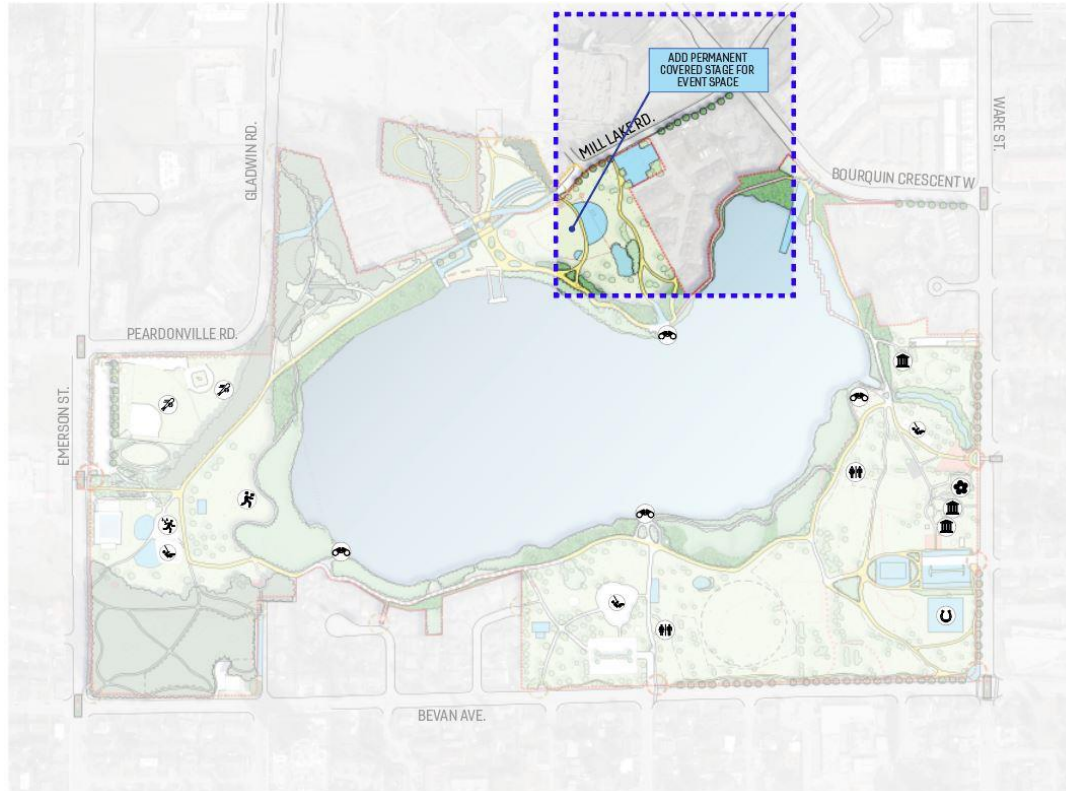 ADD PERMANENT
COVERED STAGE FOR
EVENT SPACE
MILL LAKE RD.
GLADWIN RD.
WARE ST.
BOURQUIN CRESCENT W
PEARDONVILLE RD.
EMERSON ST.
BEVAN AVE.